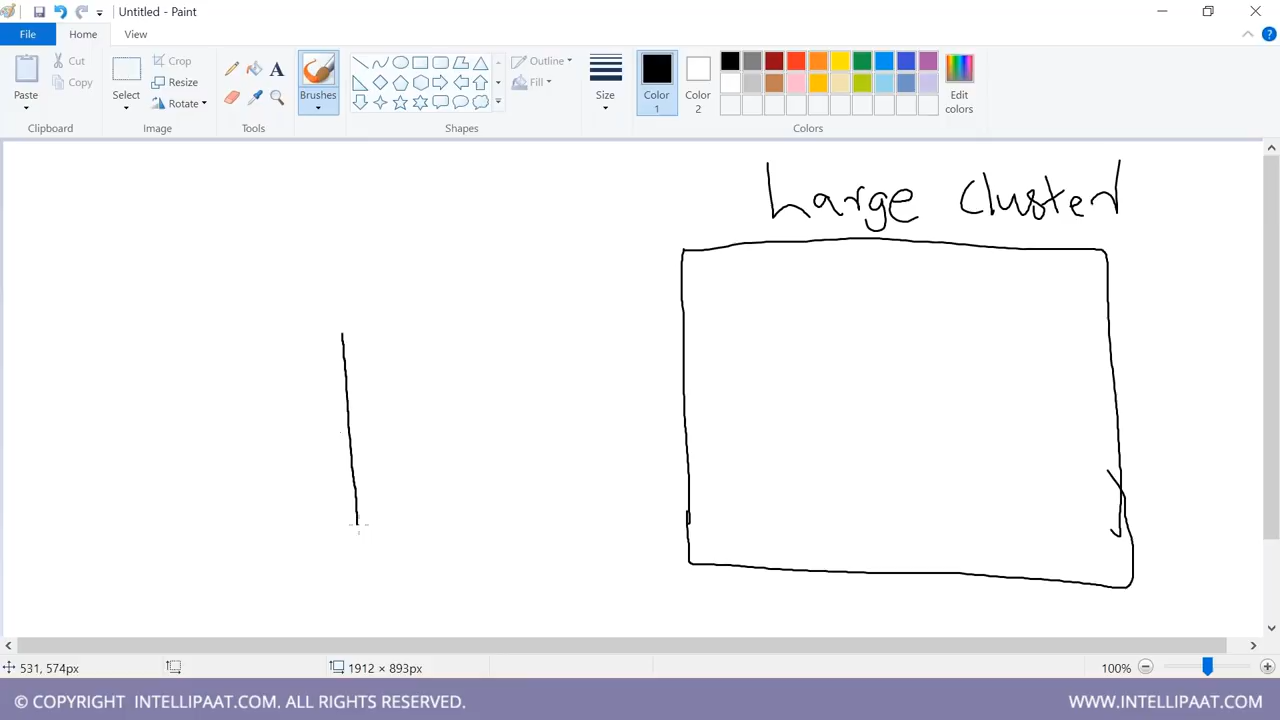 Untitled - Paint
File Home View
Paste
Cut
Copy
Clipboard
Select
Crop
Resize
Rotate
Image
A
Tools
Brushes
Outline
Fill
Shapes
Size
Color 1
Color 2
Edit colors
Colors
Large Cluster
531, 574px
1912 × 893px
100%
© COPYRIGHT INTELLIPAAT.COM. ALL RIGHTS RESERVED.
WWW.INTELLIPAAT.COM